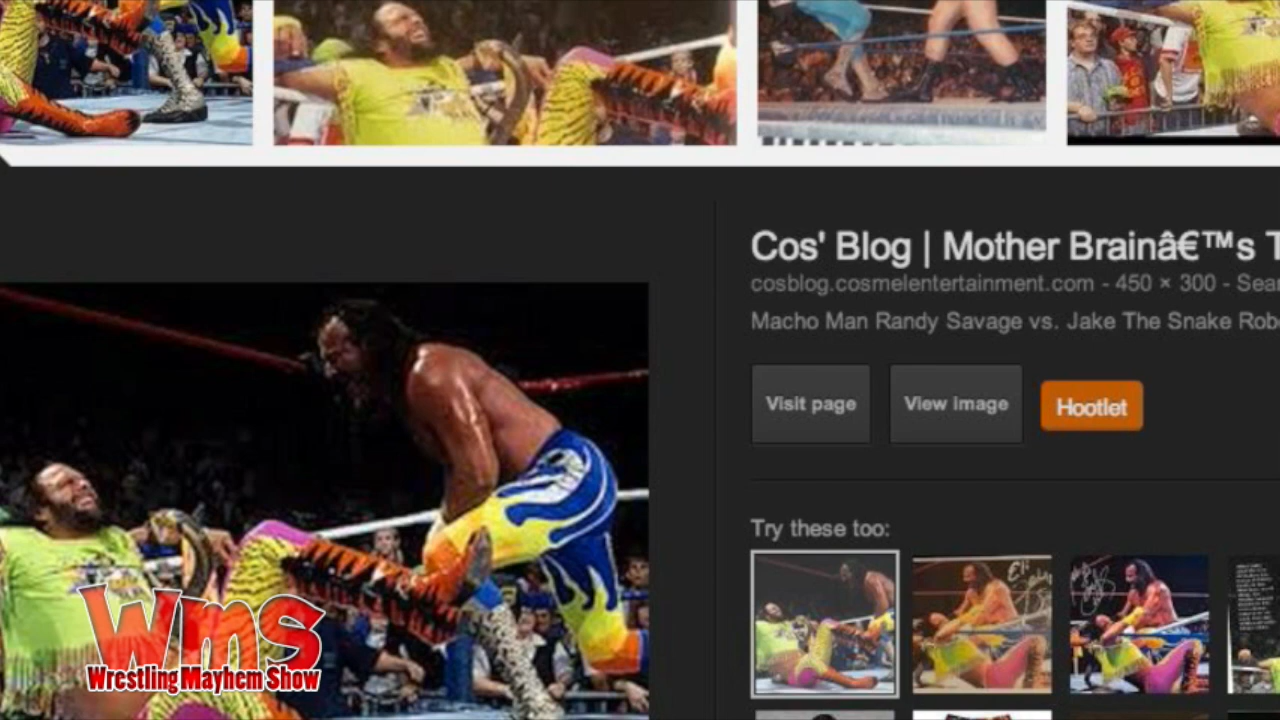 Cos' Blog | Mother Brainâ€™s T
cosblog.cosmelentertainment.com - 450 × 300 - Sear
Macho Man Randy Savage vs. Jake The Snake Rob
Visit page
View image
Hootlet
Try these too:
wms
Wrestling Mayhem Show